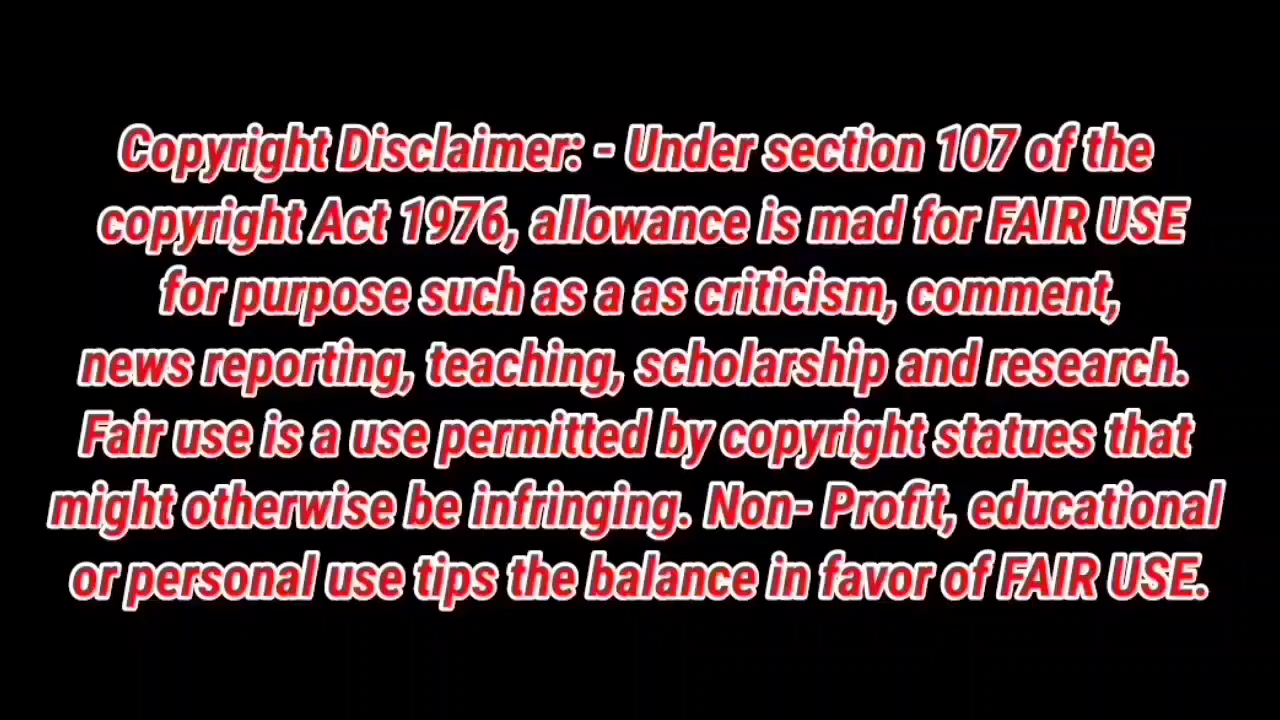 Copyright Disclaimer: - Under section 107 of the
copyright Act 1976, allowance is mad for FAIR USE
for purpose such as a as criticism, comment,
news reporting, teaching, scholarship and research.
Fair use is a use permitted by copyright statues that
might otherwise be infringing. Non- Profit, educational
or personal use tips the balance in favor of FAIR USE.